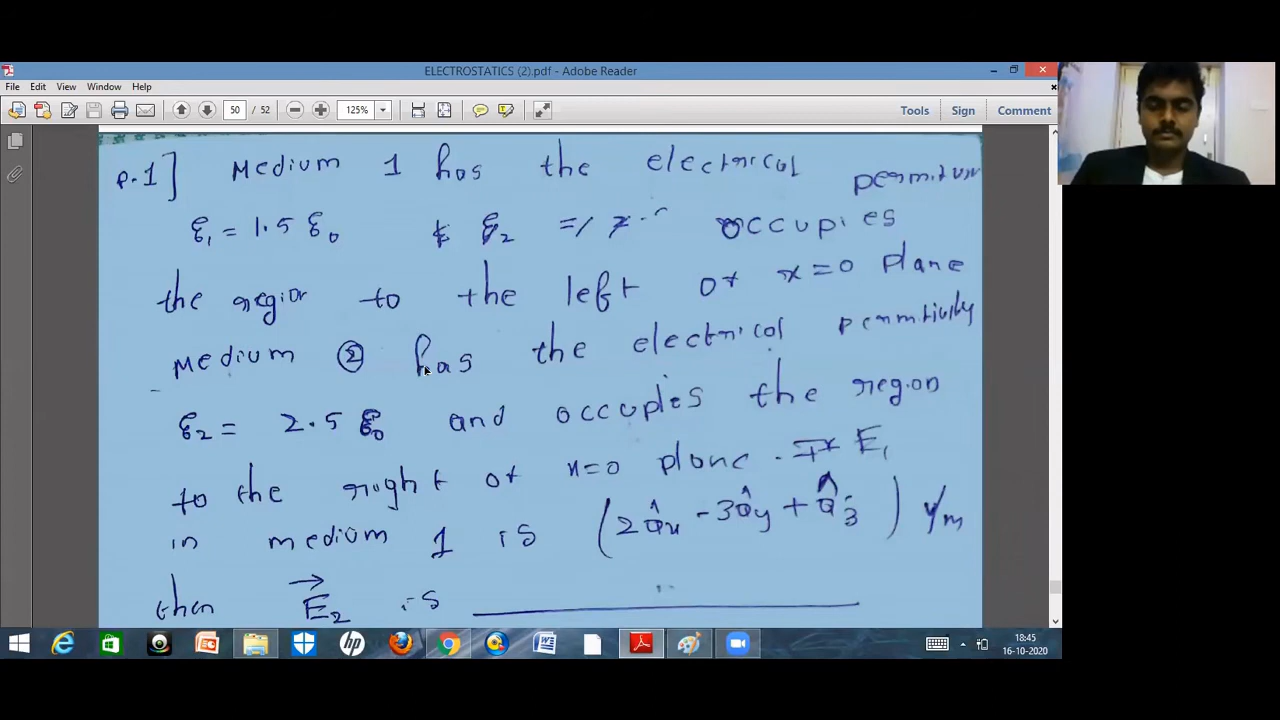 ELECTROSTATICS (2).pdf - Adobe Reader
File Edit View Window Help
50 / 52 125% Tools Sign Comment
P.1] Medium 1 has the electrical
ε₁ = 1.5 ε₀ & ε₂ occupies
the region to the left of x=0 plane
Medium ② has the electrical permitivity
ε₂ = 2.5 ε₀ and occupies the region
to the right of x=0 plane. If E₁
in medium 1 is (2âx - 3ây + âz) V/m
then E₂ is
18:45
16-10-2020